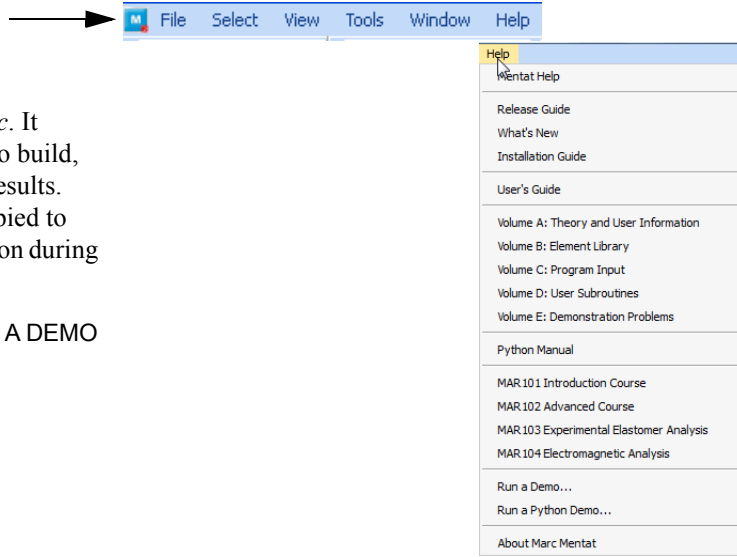 M File Select View Tools Window Help
Help
Mentat Help
Release Guide
What's New
Installation Guide
User's Guide
Volume A: Theory and User Information
Volume B: Element Library
Volume C: Program Input
Volume D: User Subroutines
Volume E: Demonstration Problems
Python Manual
MAR101 Introduction Course
MAR102 Advanced Course
MAR103 Experimental Elastomer Analysis
MAR104 Electromagnetic Analysis
Run a Demo...
Run a Python Demo...
About Marc Mentat
c. It
o build,
esults.
pied to
on during
A DEMO